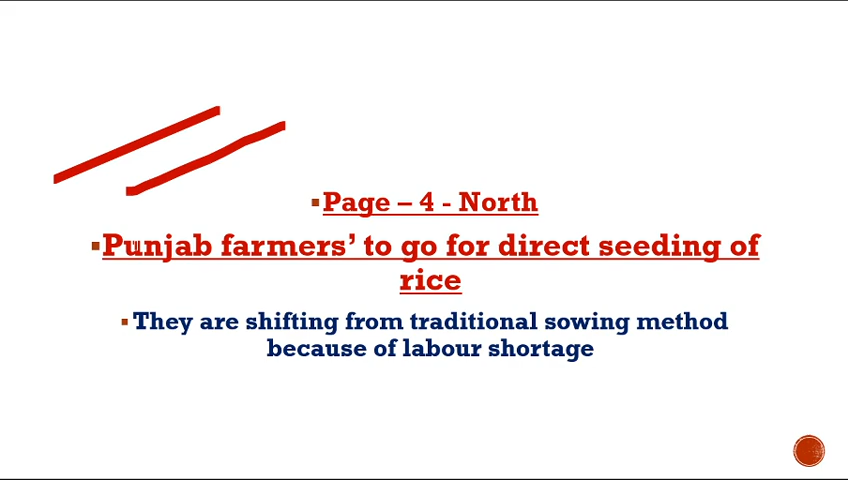 ▪Page – 4 - North
▪Punjab farmers’ to go for direct seeding of
rice
▪They are shifting from traditional sowing method
because of labour shortage